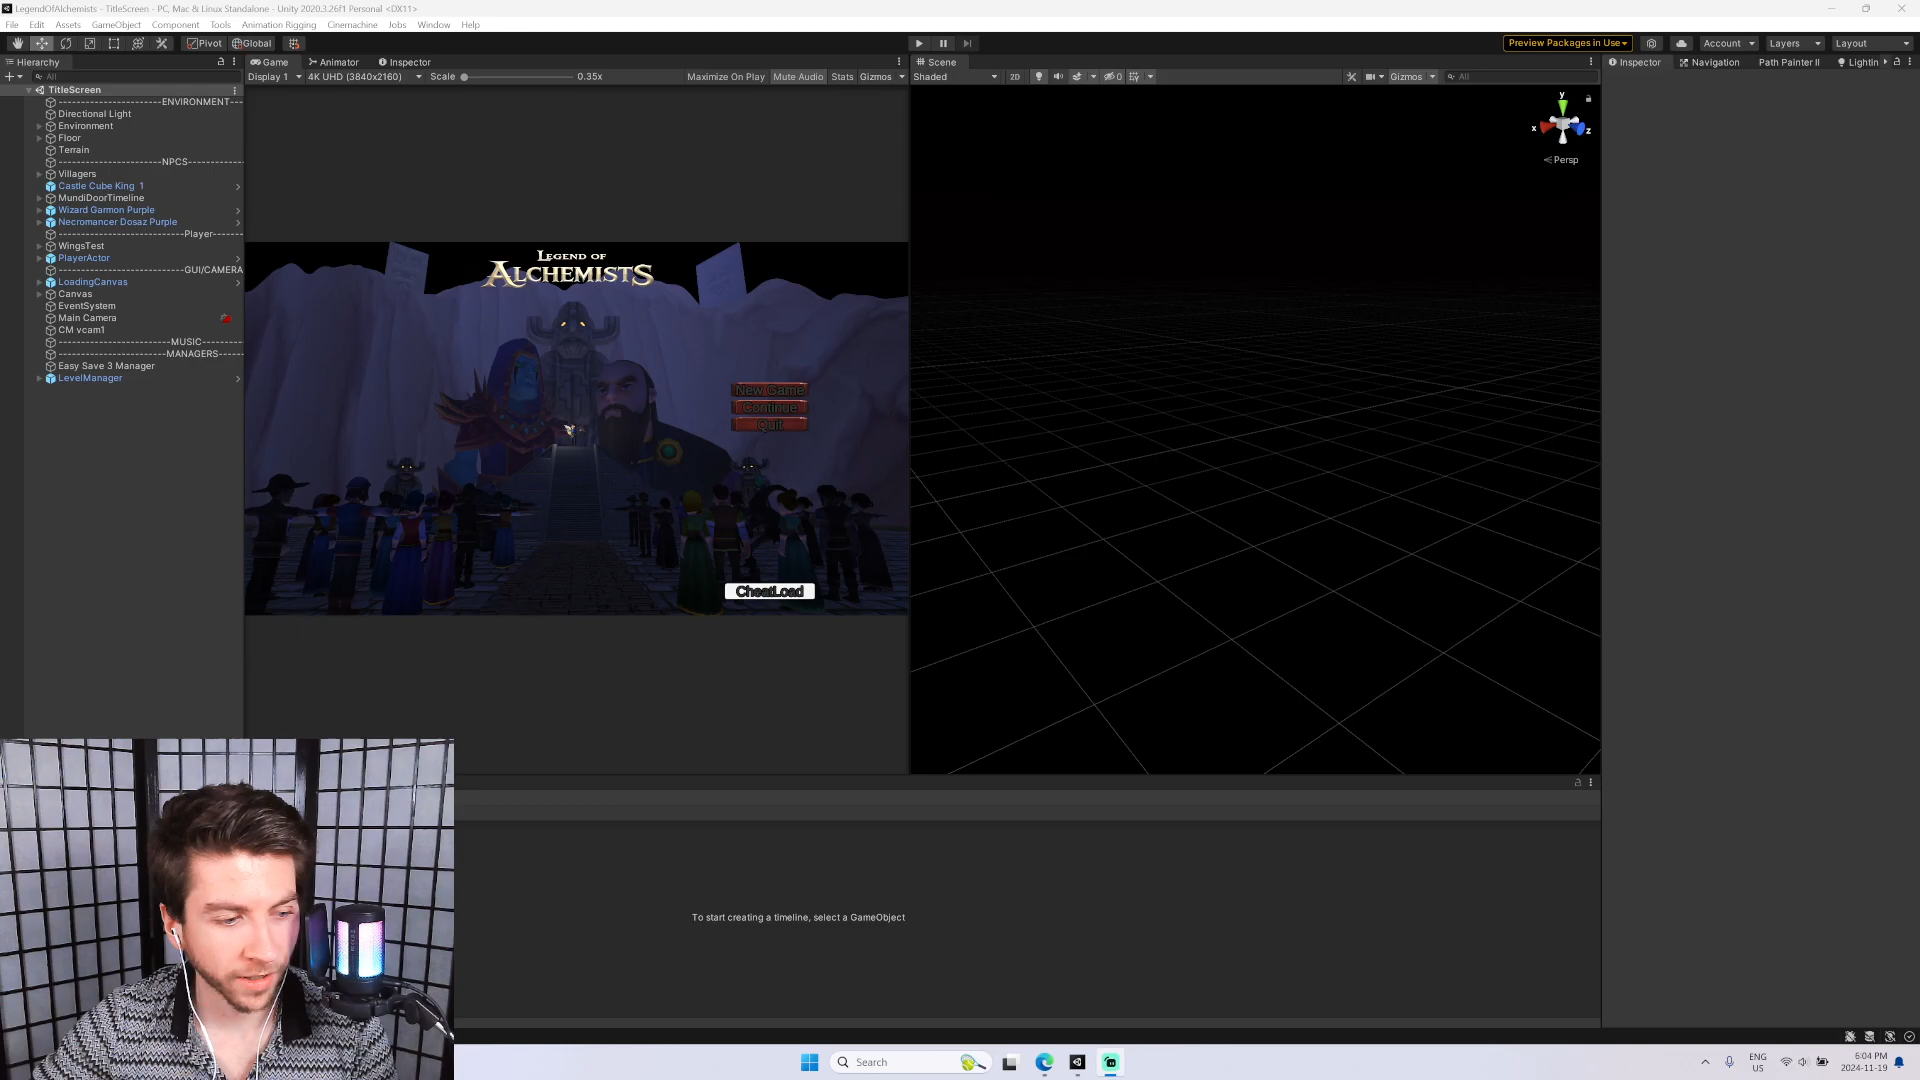 LegendOfAlchemists - TitleScreen - PC, Mac & Linux Standalone - Unity 2020.3.26f1 Personal <DX11>
File Edit Assets GameObject Component Tools Animation Rigging Cinemachine Jobs Window Help
Pivot Global Preview Packages in Use Account Layers Layout
Hierarchy
All
TitleScreen
-----------------------ENVIRONMENT---
Directional Light
Environment
Floor
Terrain
-----------------------NPCS------------
Villagers
Castle Cube King 1
MundiDoorTimeline
Wizard Garmon Purple
Necromancer Dosaz Purple
----------------------------Player-------
WingsTest
PlayerActor
----------------------------GUI/CAMERA
LoadingCanvas
Canvas
EventSystem
Main Camera
CM vcam1
-------------------------MUSIC---------
------------------------MANAGERS------
Easy Save 3 Manager
LevelManager
Game Animator Inspector
Display 1 4K UHD (3840x2160) Scale 0.35x Maximize On Play Mute Audio Stats Gizmos
LEGEND OF
ALCHEMISTS
New Game
Continue
Quit
CheatLoad
Scene
Shaded 2D 0 Gizmos All
y
x z
Persp
Inspector Navigation Path Painter II Lightin
To start creating a timeline, select a GameObject
Search
ENG
US
6:04 PM
2024-11-19